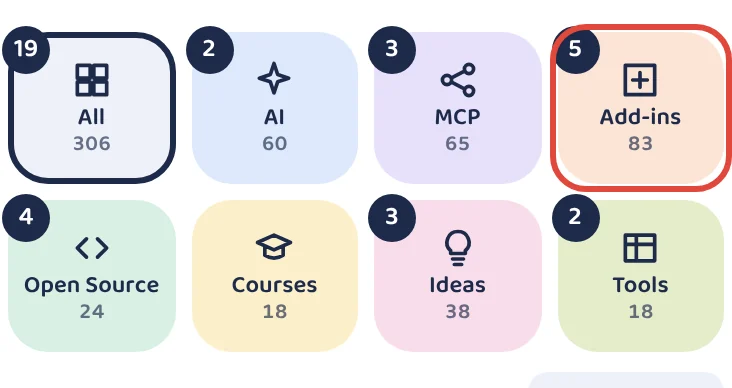 19
2
3
5
All
AI
MCP
Add-ins
306
60
65
83
4
3
2
Open Source
Courses
Ideas
Tools
24
18
38
18